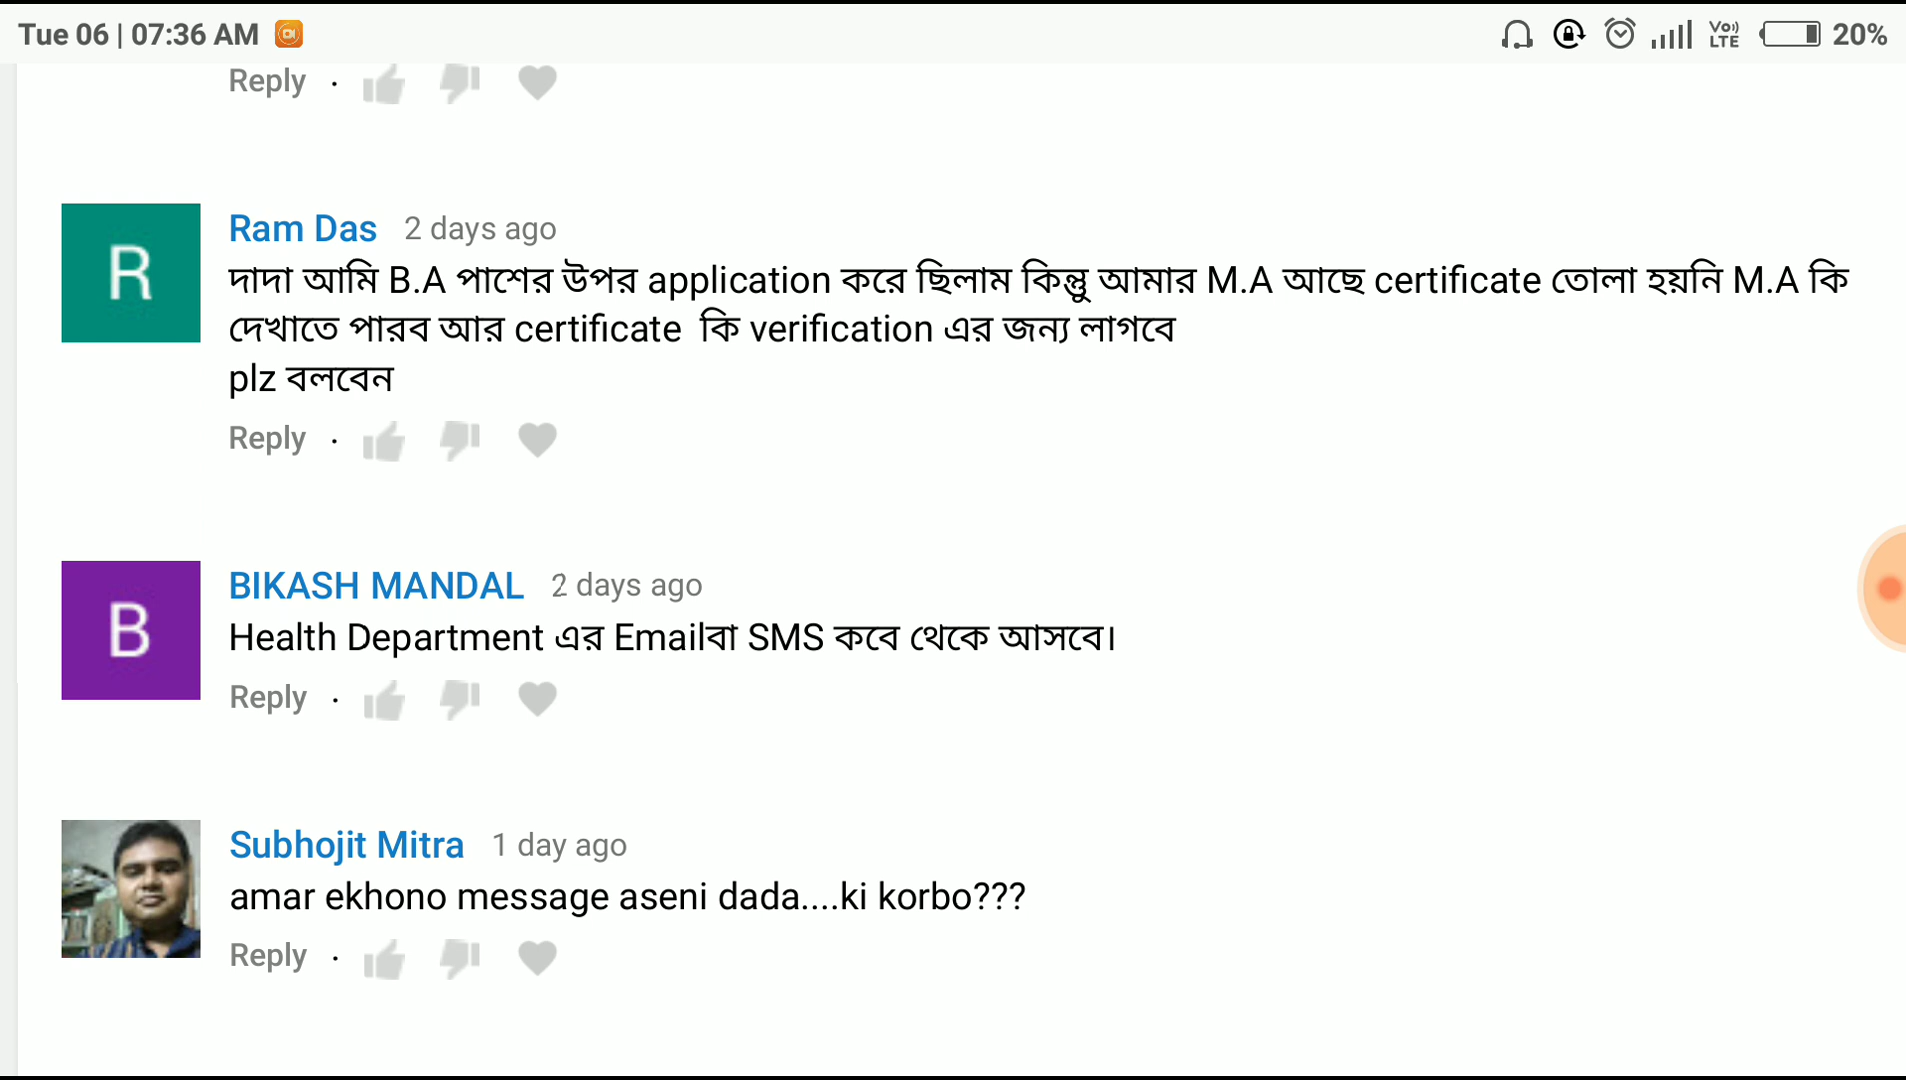 Tue 06 | 07:36 AM
Vo)) LTE 20%
Reply ·
R
Ram Das 2 days ago
দাদা আমি B.A পাশের উপর application করে ছিলাম কিন্তু আমার M.A আছে certificate তোলা হয়নি M.A কি
দেখাতে পারব আর certificate কি verification এর জন্য লাগবে
plz বলবেন
Reply ·
B
BIKASH MANDAL 2 days ago
Health Department এর Emailবা SMS কবে থেকে আসবে।
Reply ·
Subhojit Mitra 1 day ago
amar ekhono message aseni dada....ki korbo???
Reply ·